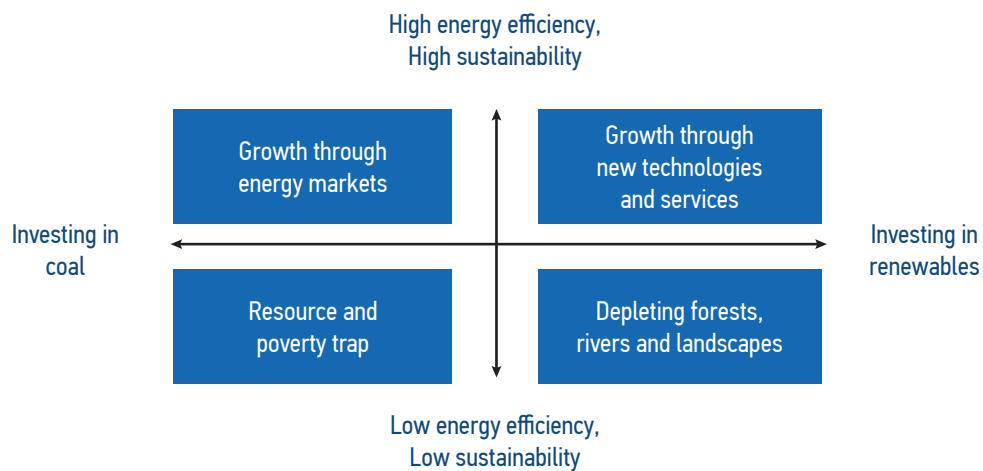 High energy efficiency,
High sustainability
Growth through
energy markets
Growth through
new technologies
and services
Investing in
coal
Investing in
renewables
Resource and
poverty trap
Depleting forests,
rivers and landscapes
Low energy efficiency,
Low sustainability